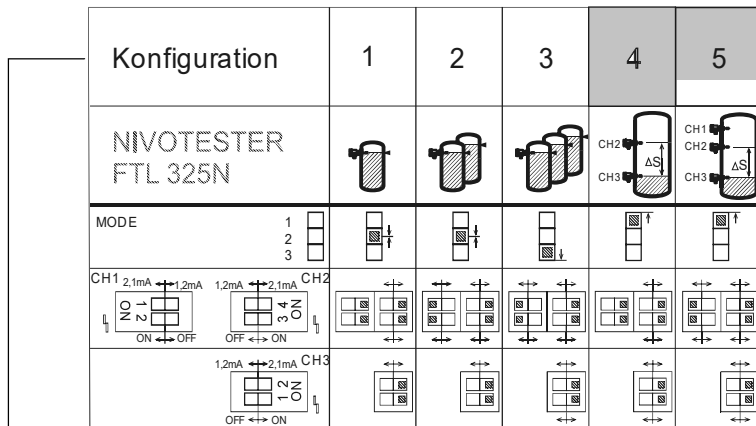 Konfiguration 1 2 3 4 5
NIVOTESTER
FTL 325N
CH2
ΔS
CH3
CH1
CH2
ΔS
CH3
MODE
1
2
3
CH1 2,1mA 1,2mA
ON 1 2
ON OFF
1,2mA 2,1mA CH2
3 4 ON
OFF ON
1,2mA 2,1mA CH3
1 2 ON
OFF ON